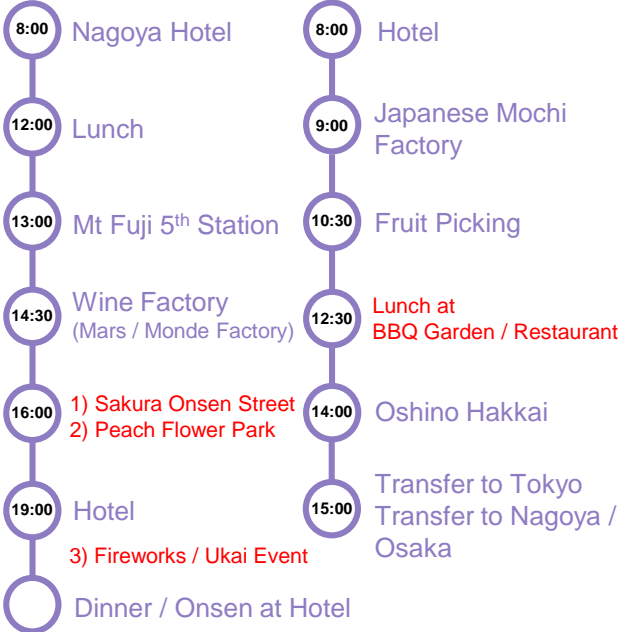 8:00 Nagoya Hotel
12:00 Lunch
13:00 Mt Fuji 5th Station
14:30 Wine Factory
(Mars / Monde Factory)
16:00 1) Sakura Onsen Street
2) Peach Flower Park
19:00 Hotel
3) Fireworks / Ukai Event
Dinner / Onsen at Hotel
8:00 Hotel
9:00 Japanese Mochi
Factory
10:30 Fruit Picking
12:30 Lunch at
BBQ Garden / Restaurant
14:00 Oshino Hakkai
15:00 Transfer to Tokyo
Transfer to Nagoya /
Osaka